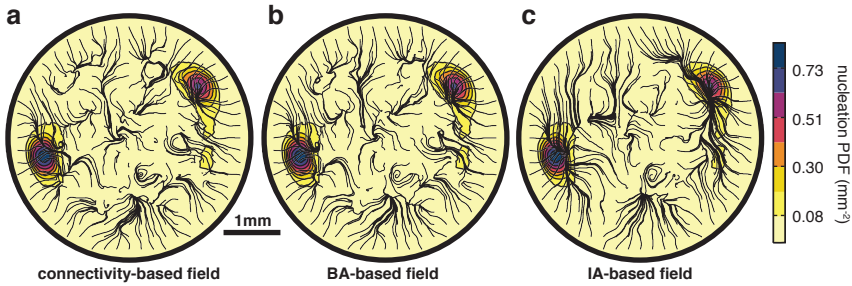 a
b
c
0.73
0.51
0.30
0.08
nucleation PDF (mm⁻²)
1mm
connectivity-based field
BA-based field
IA-based field